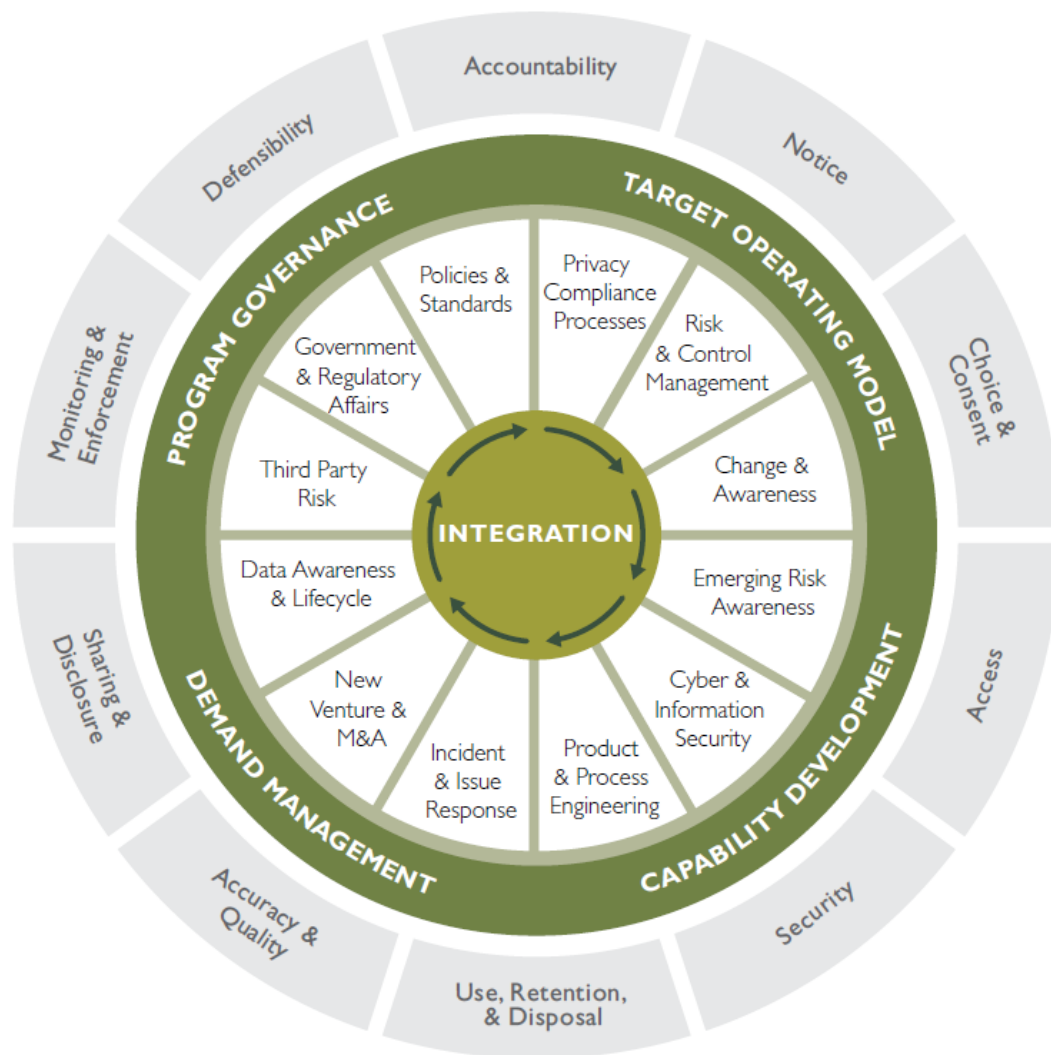 Accountability
Notice
Choice &
Consent
Access
Security
Use, Retention,
& Disposal
Accuracy &
Quality
Sharing &
Disclosure
Monitoring &
Enforcement
Defensibility
PROGRAM GOVERNANCE
TARGET OPERATING MODEL
CAPABILITY DEVELOPMENT
DEMAND MANAGEMENT
Policies &
Standards
Privacy
Compliance
Processes
Risk
& Control
Management
Change &
Awareness
Emerging Risk
Awareness
Cyber &
Information
Security
Product
& Process
Engineering
Incident
& Issue
Response
New
Venture &
M&A
Data Awareness
& Lifecycle
Third Party
Risk
Government
& Regulatory
Affairs
INTEGRATION